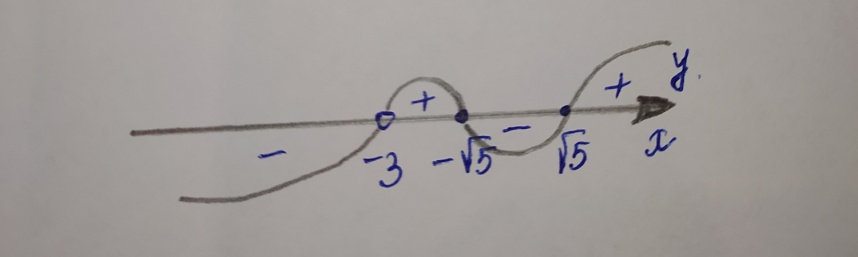 + y
+
- -
-3 -√5 √5 x